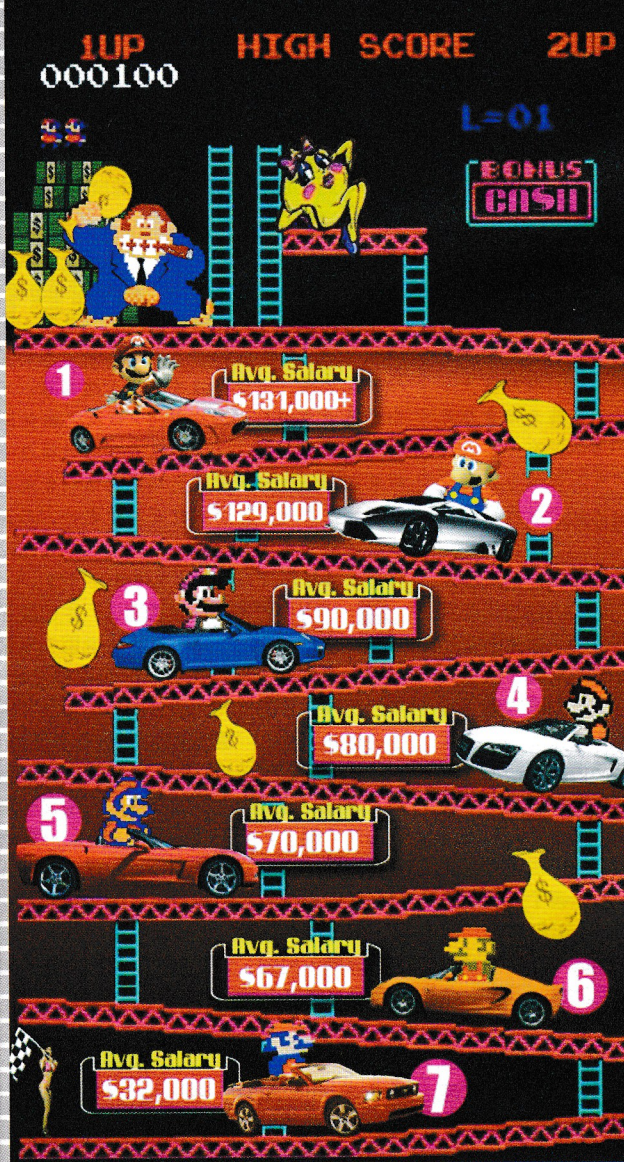 1UP HIGH SCORE 2UP
000100
L=01
BONUS
CASH
1
Avg. Salary
$131,000+
Avg. Salary
$129,000
2
3
Avg. Salary
$90,000
4
Avg. Salary
$80,000
5
Avg. Salary
$70,000
Avg. Salary
$67,000
6
Avg. Salary
$32,000
7